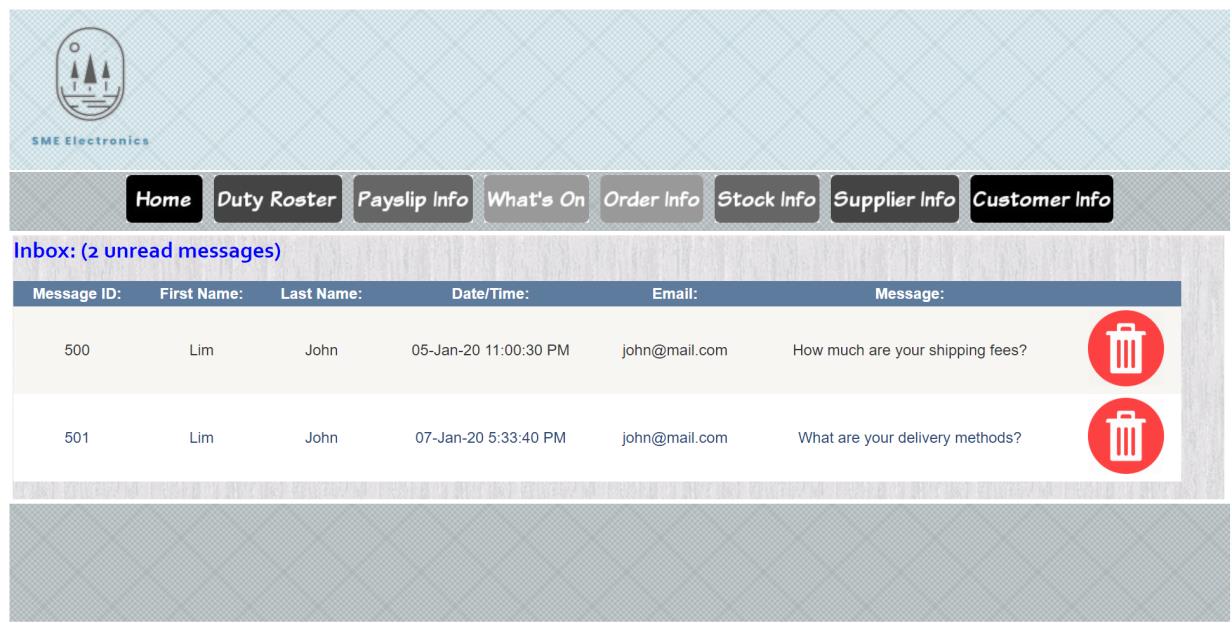 SME Electronics
Home Duty Roster Payslip Info What's On Order Info Stock Info Supplier Info Customer Info
Inbox: (2 unread messages)
Message ID: First Name: Last Name: Date/Time: Email: Message:
500 Lim John 05-Jan-20 11:00:30 PM john@mail.com How much are your shipping fees?
501 Lim John 07-Jan-20 5:33:40 PM john@mail.com What are your delivery methods?